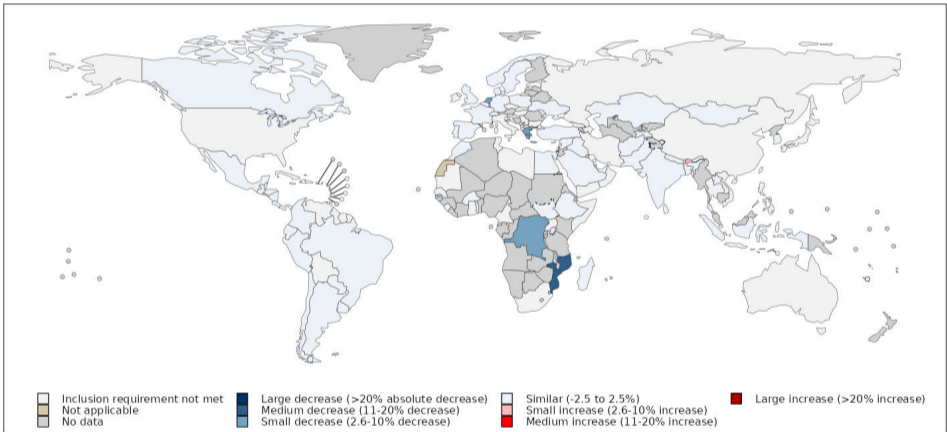 Inclusion requirement not met
Not applicable
No data
Large decrease (>20% absolute decrease)
Medium decrease (11-20% decrease)
Small decrease (2.6-10% decrease)
Similar (-2.5 to 2.5%)
Small increase (2.6-10% increase)
Medium increase (11-20% increase)
Large increase (>20% increase)